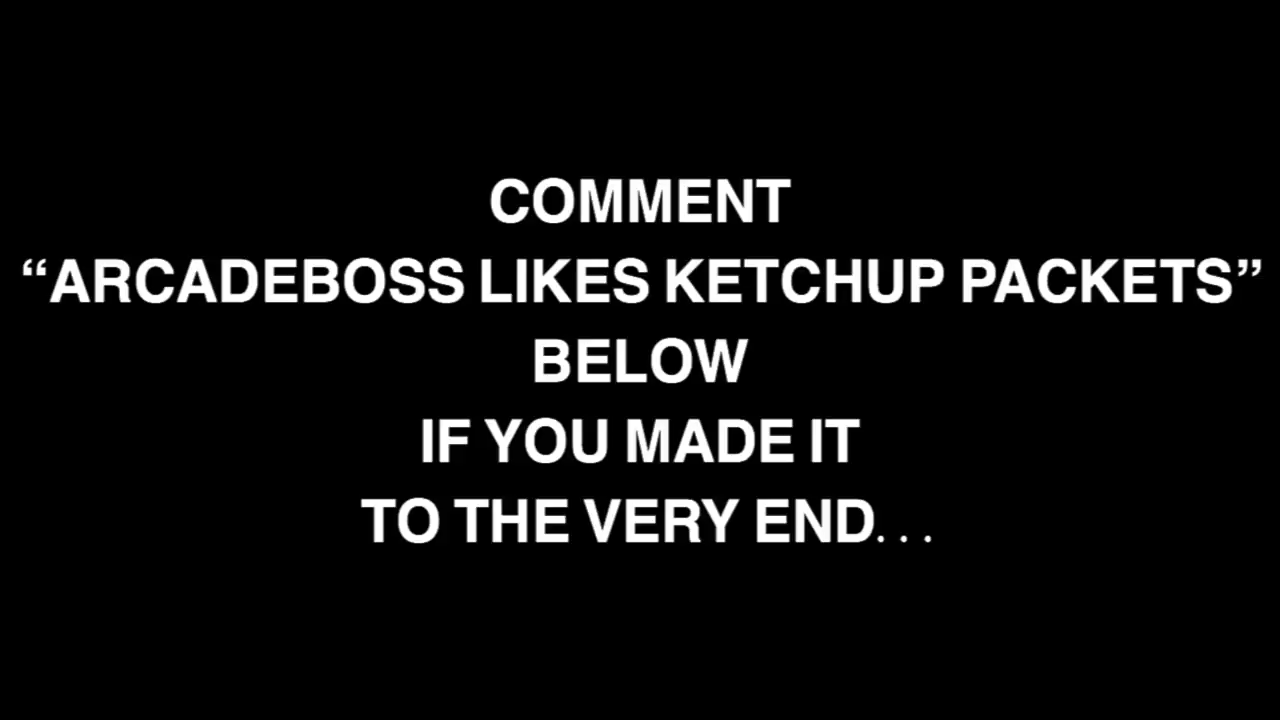 COMMENT
“ARCADEBOSS LIKES KETCHUP PACKETS”
BELOW
IF YOU MADE IT
TO THE VERY END...